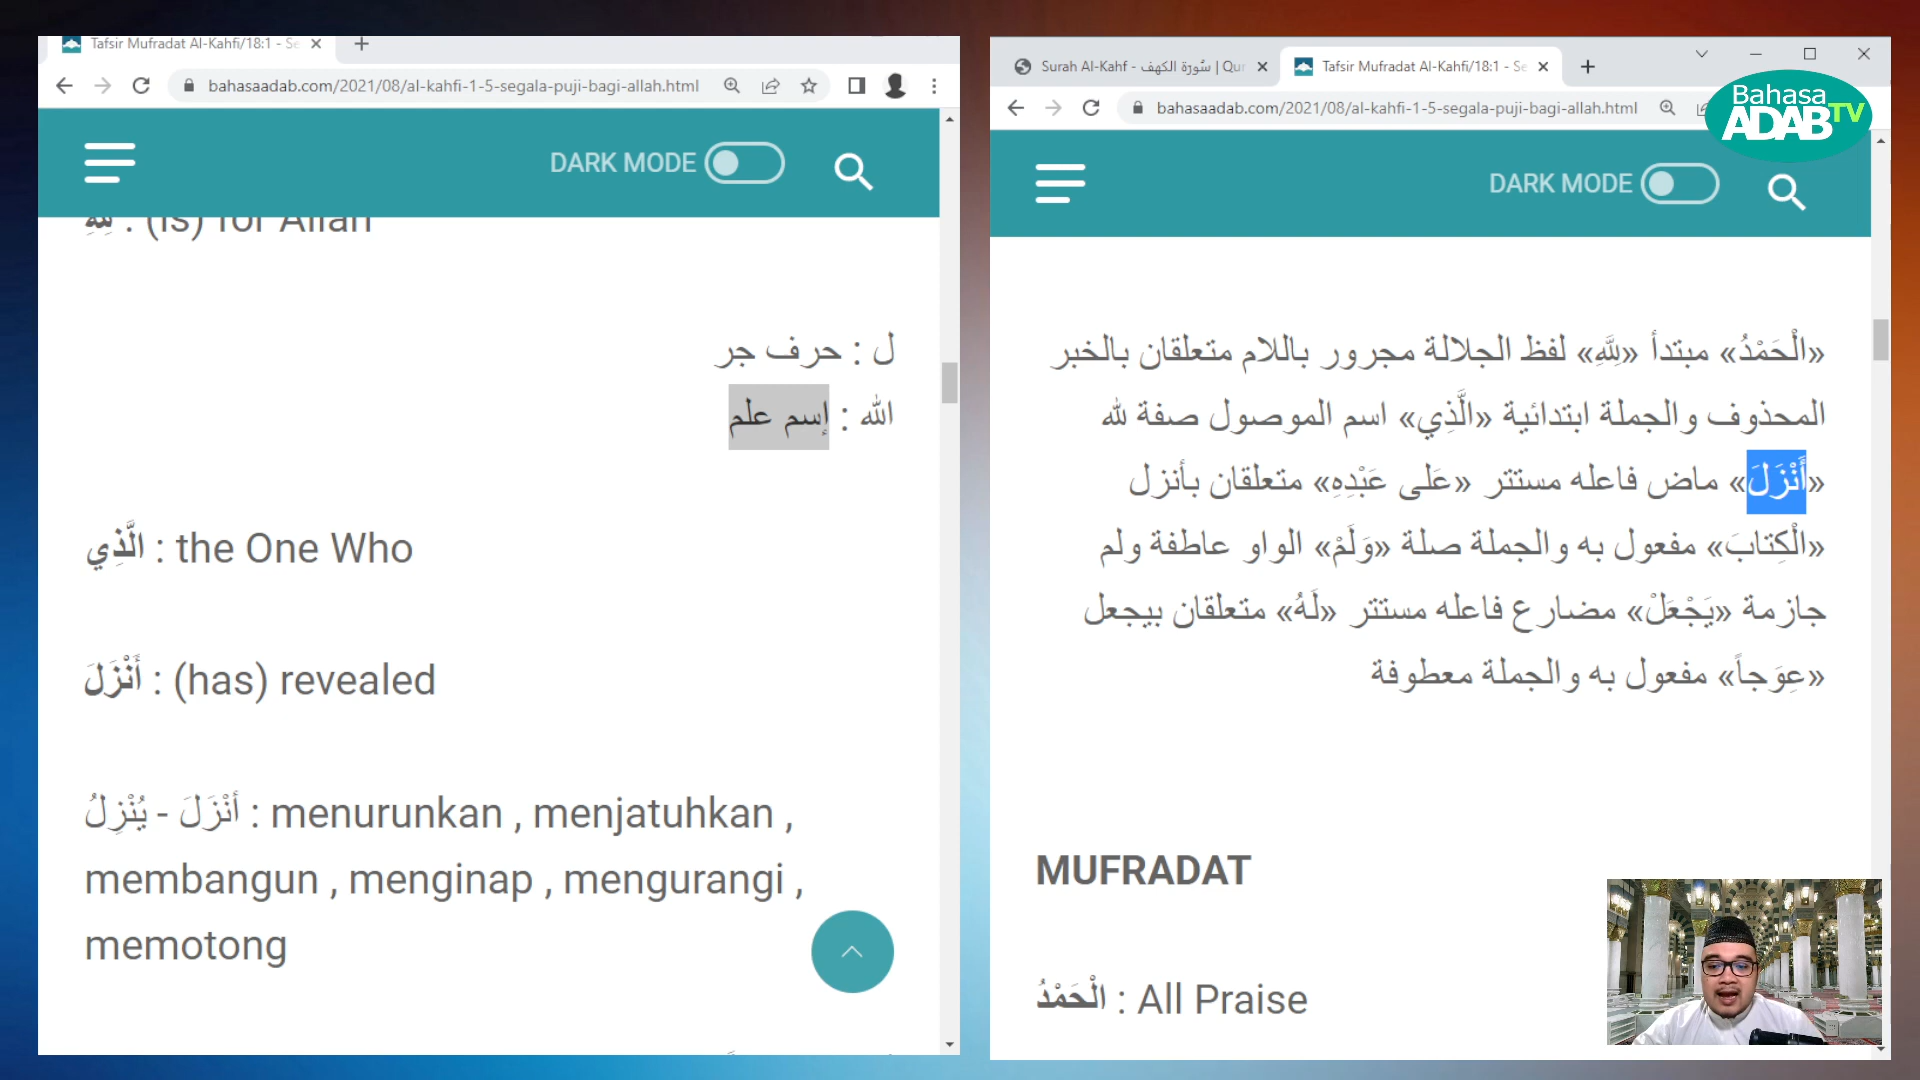 Tafsir Mufradat Al-Kahfi/18:1 - Se
bahasaadab.com/2021/08/al-kahfi-1-5-segala-puji-bagi-allah.html
DARK MODE
لِلَّهِ : (is) for Allah
ل : حرف جر
الله : إسم علم
الَّذِي : the One Who
أَنْزَلَ : (has) revealed
أَنْزَلَ - يُنْزِلُ : menurunkan , menjatuhkan ,
membangun , menginap , mengurangi ,
memotong
Surah Al-Kahf - سُورَة الكهف | Qur
Tafsir Mufradat Al-Kahfi/18:1 - Se
bahasaadab.com/2021/08/al-kahfi-1-5-segala-puji-bagi-allah.html
Bahasa
ADAB TV
DARK MODE
«الْحَمْدُ» مبتدأ «لِلَّهِ» لفظ الجلالة مجرور باللام متعلقان بالخبر
المحذوف والجملة ابتدائية «الَّذِي» اسم الموصول صفة لله
«أَنْزَلَ» ماض فاعله مستتر «عَلى عَبْدِهِ» متعلقان بأنزل
«الْكِتابَ» مفعول به والجملة صلة «وَلَمْ» الواو عاطفة ولم
جازمة «يَجْعَلْ» مضارع فاعله مستتر «لَهُ» متعلقان بيجعل
«عِوَجاً» مفعول به والجملة معطوفة
MUFRADAT
الْحَمْدُ : All Praise